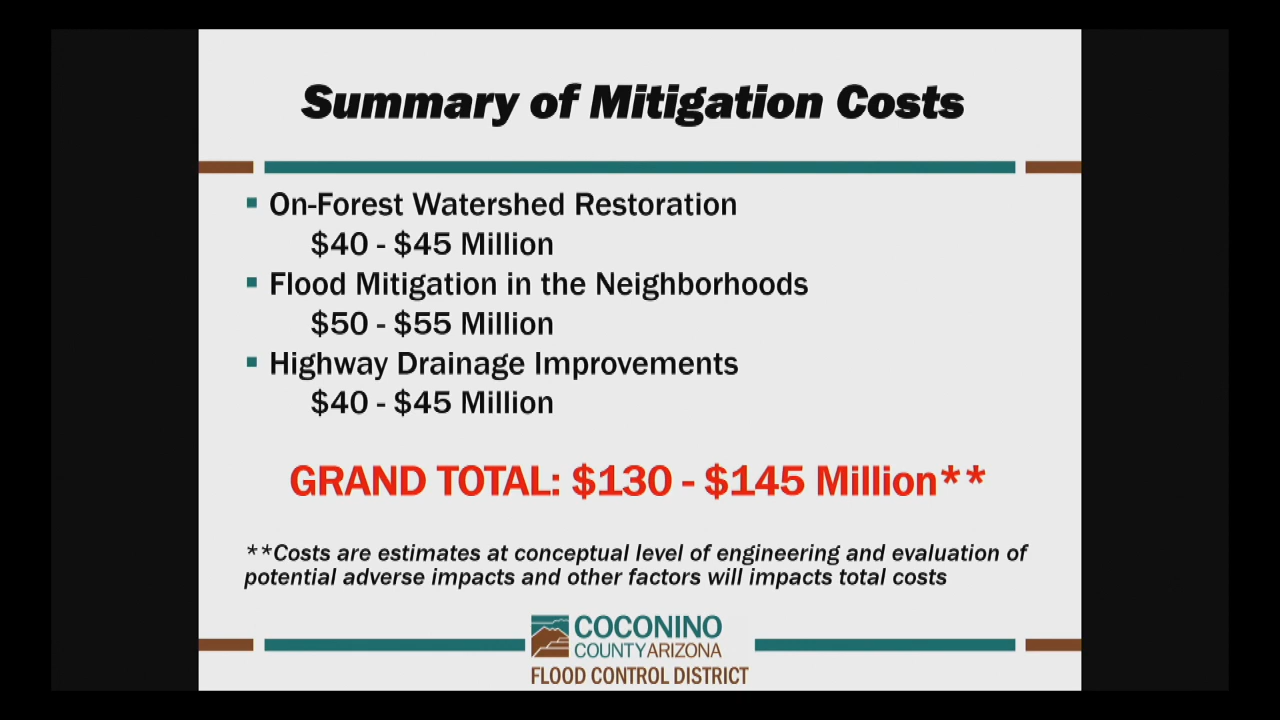 Summary of Mitigation Costs
▪ On-Forest Watershed Restoration
$40 - $45 Million
▪ Flood Mitigation in the Neighborhoods
$50 - $55 Million
▪ Highway Drainage Improvements
$40 - $45 Million
GRAND TOTAL: $130 - $145 Million**
**Costs are estimates at conceptual level of engineering and evaluation of
potential adverse impacts and other factors will impacts total costs
COCONINO
COUNTY ARIZONA
FLOOD CONTROL DISTRICT